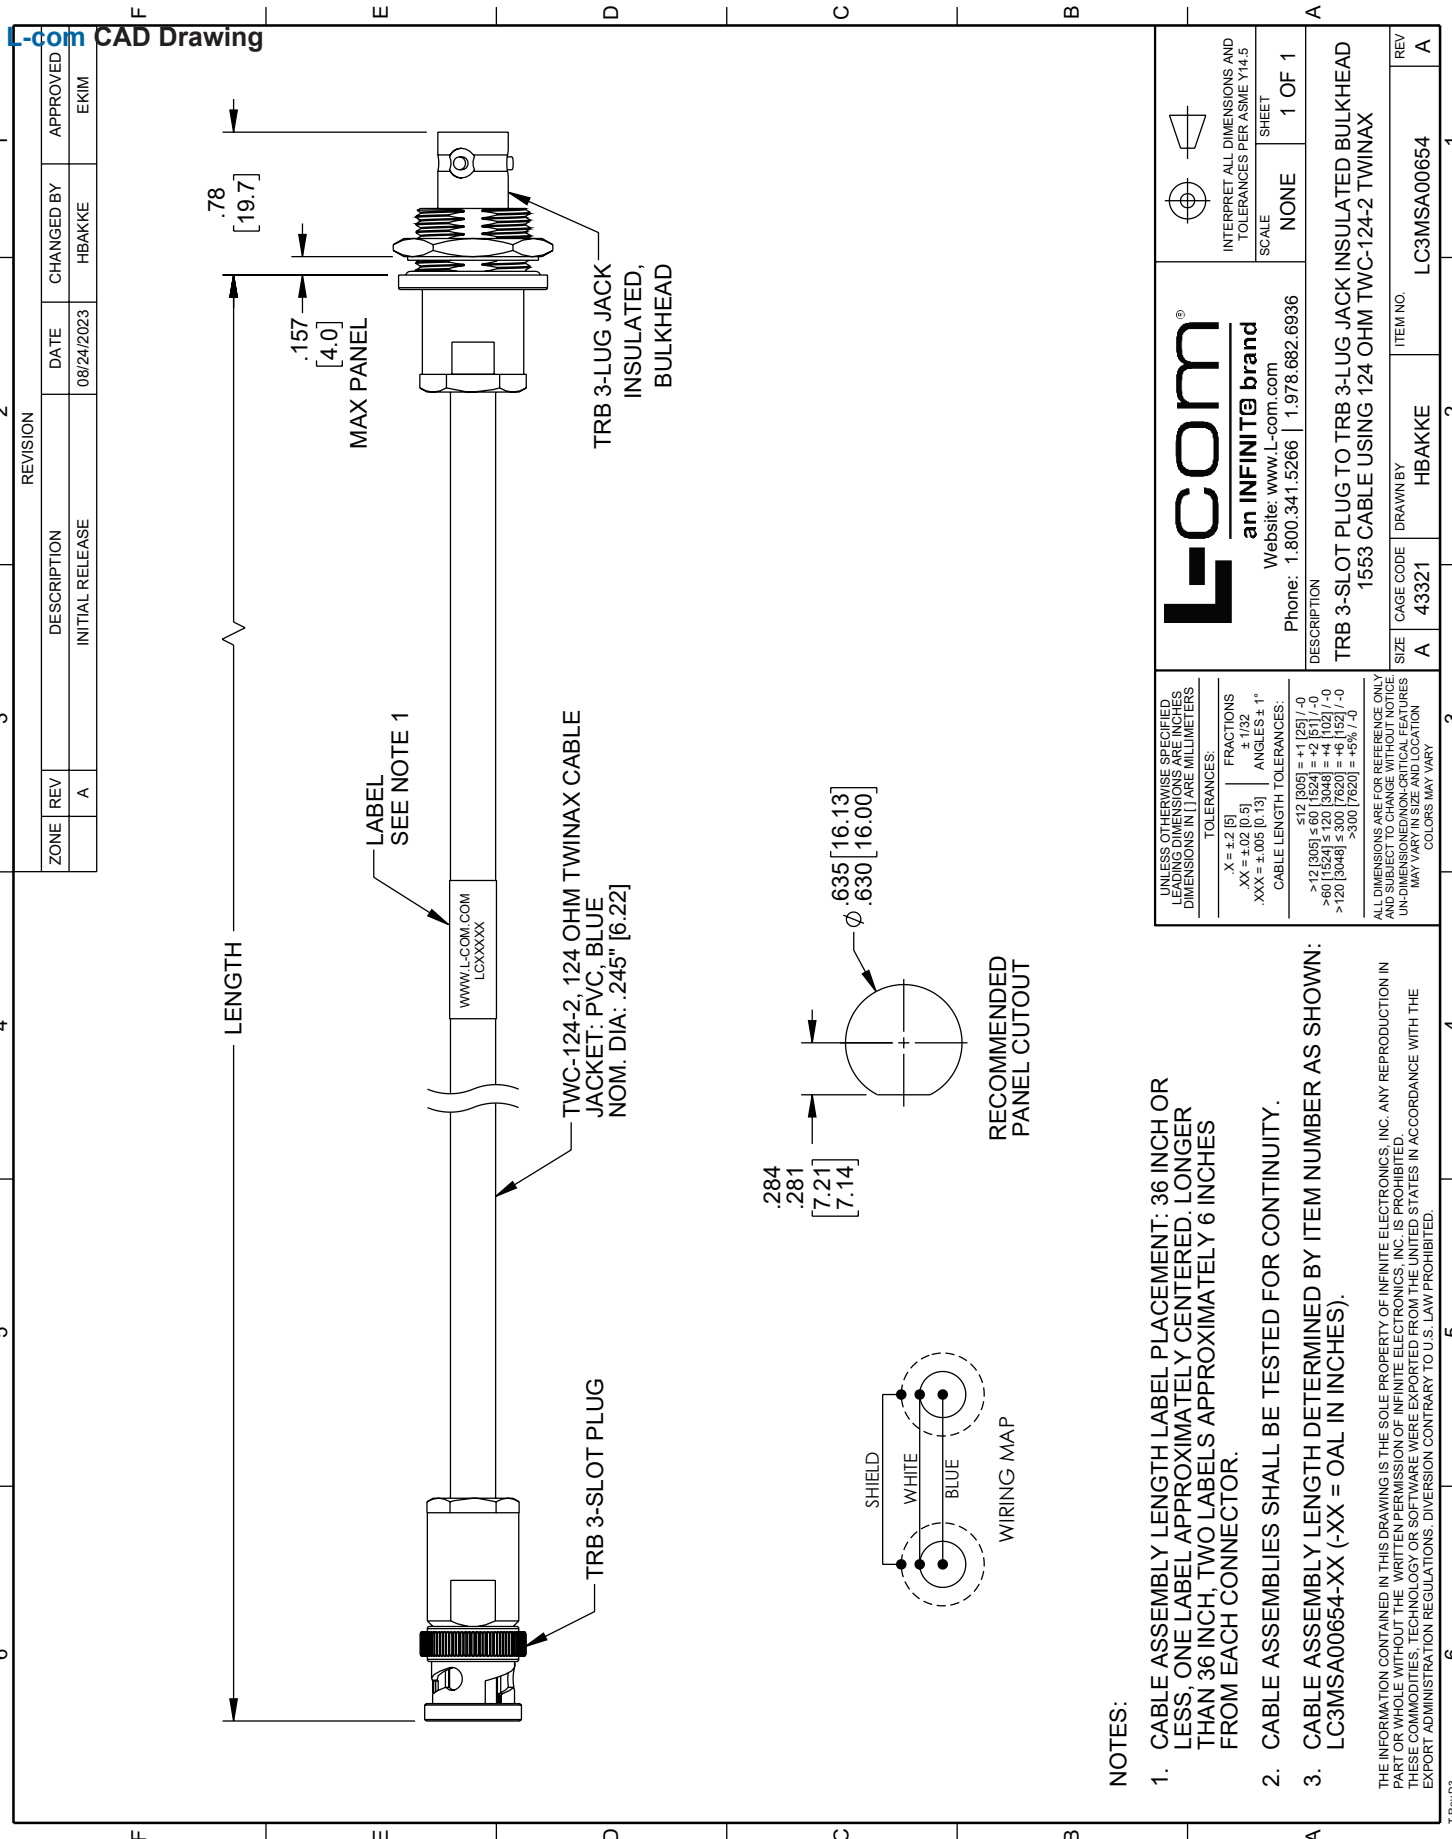 L-com CAD Drawing
REVISION
ZONE REV DESCRIPTION DATE CHANGED BY APPROVED
A INITIAL RELEASE 08/24/2023 HBAKKE EKIM
LENGTH
.78
[19.7]
.157
[4.0]
MAX PANEL
LABEL
SEE NOTE 1
WWW.L-COM.COM
LCXXXXX
TRB 3-SLOT PLUG
TWC-124-2, 124 OHM TWINAX CABLE
JACKET: PVC, BLUE
NOM. DIA: .245" [6.22]
TRB 3-LUG JACK
INSULATED,
BULKHEAD
SHIELD
WHITE
BLUE
WIRING MAP
.284
.281
[7.21]
[7.14]
Ø .635 [16.13]
.630 [16.00]
RECOMMENDED
PANEL CUTOUT
NOTES:
1. CABLE ASSEMBLY LENGTH LABEL PLACEMENT: 36 INCH OR
LESS, ONE LABEL APPROXIMATELY CENTERED. LONGER
THAN 36 INCH, TWO LABELS APPROXIMATELY 6 INCHES
FROM EACH CONNECTOR.
2. CABLE ASSEMBLIES SHALL BE TESTED FOR CONTINUITY.
3. CABLE ASSEMBLY LENGTH DETERMINED BY ITEM NUMBER AS SHOWN:
LC3MSA00654-XX (-XX = OAL IN INCHES).
THE INFORMATION CONTAINED IN THIS DRAWING IS THE SOLE PROPERTY OF INFINITE ELECTRONICS, INC. ANY REPRODUCTION IN
PART OR WHOLE WITHOUT THE WRITTEN PERMISSION OF INFINITE ELECTRONICS, INC. IS PROHIBITED.
THESE COMMODITIES, TECHNOLOGY OR SOFTWARE WERE EXPORTED FROM THE UNITED STATES IN ACCORDANCE WITH THE
EXPORT ADMINISTRATION REGULATIONS. DIVERSION CONTRARY TO U.S. LAW PROHIBITED.
UNLESS OTHERWISE SPECIFIED
LEADING DIMENSIONS ARE INCHES
DIMENSIONS IN [ ] ARE MILLIMETERS
TOLERANCES:
.X = ±.2 [5] FRACTIONS
.XX = ±.02 [0.5] ± 1/32
.XXX = ±.005 [0.13] ANGLES ± 1°
CABLE LENGTH TOLERANCES:
≤12 [305] = +1 [25] / -0
>12 [305] ≤ 60 [1524] = +2 [51] / -0
>60 [1524] ≤ 120 [3048] = +4 [102] / -0
>120 [3048] ≤ 300 [7620] = +6 [152] / -0
>300 [7620] = +5% / -0
ALL DIMENSIONS ARE FOR REFERENCE ONLY
AND SUBJECT TO CHANGE WITHOUT NOTICE.
UN-DIMENSIONED/NON-CRITICAL FEATURES
MAY VARY IN SIZE AND LOCATION
COLORS MAY VARY
L-com®
an INFINITe brand
Website: www.L-com.com
Phone: 1.800.341.5266 | 1.978.682.6936
INTERPRET ALL DIMENSIONS AND
TOLERANCES PER ASME Y14.5
SCALE NONE
SHEET 1 OF 1
DESCRIPTION
TRB 3-SLOT PLUG TO TRB 3-LUG JACK INSULATED BULKHEAD
1553 CABLE USING 124 OHM TWC-124-2 TWINAX
SIZE A
CAGE CODE 43321
DRAWN BY HBAKKE
ITEM NO. LC3MSA00654
REV A